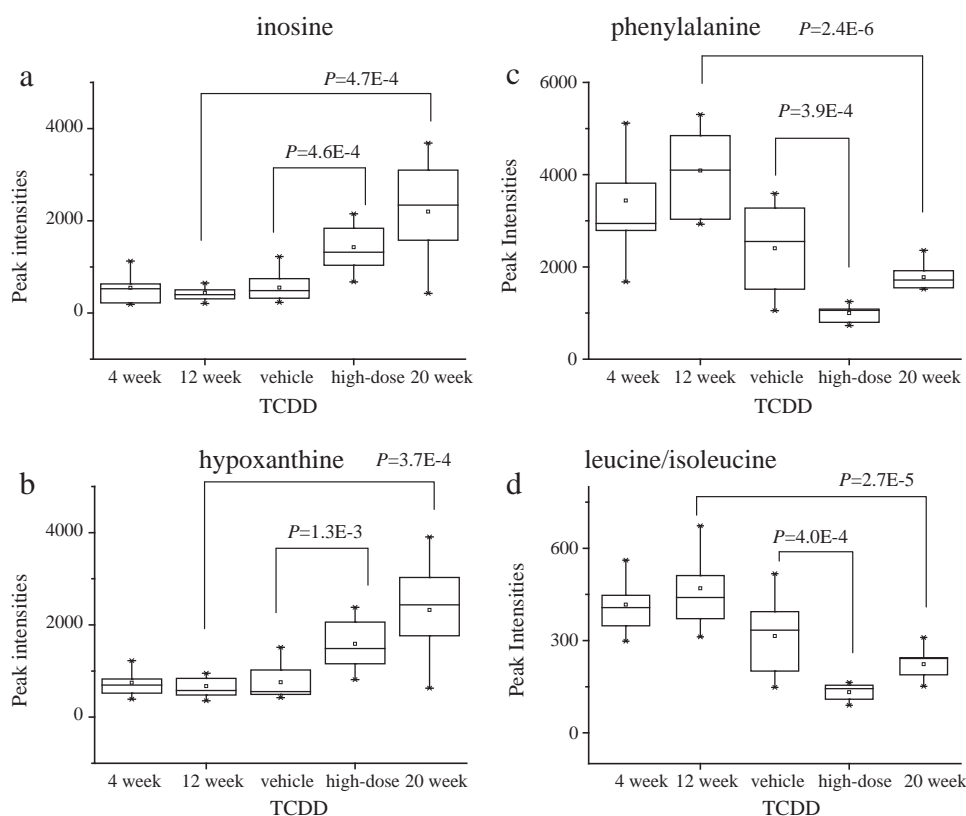 inosine
a
P=4.7E-4
P=4.6E-4
4000
2000
0
Peak intensities
4 week 12 week vehicle high-dose 20 week
TCDD
phenylalanine
c
P=2.4E-6
P=3.9E-4
6000
4000
2000
0
Peak Intensities
4 week 12 week vehicle high-dose 20 week
TCDD
hypoxanthine
b
P=3.7E-4
P=1.3E-3
4000
2000
0
Peak intensities
4 week 12 week vehicle high-dose 20 week
TCDD
leucine/isoleucine
d
P=2.7E-5
P=4.0E-4
600
300
0
Peak Intensities
4 week 12 week vehicle high-dose 20 week
TCDD